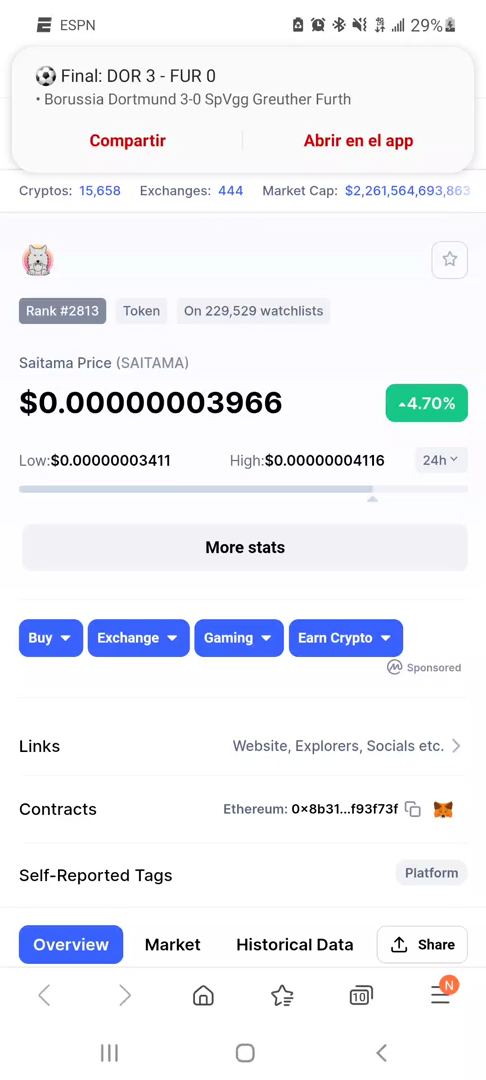 ESPN
29%
Final: DOR 3 - FUR 0
• Borussia Dortmund 3-0 SpVgg Greuther Furth
Compartir
Abrir en el app
Cryptos: 15,658 Exchanges: 444 Market Cap: $2,261,564,693,863
Rank #2813 Token On 229,529 watchlists
Saitama Price (SAITAMA)
$0.00000003966
4.70%
Low:$0.00000003411 High:$0.00000004116 24h
More stats
Buy Exchange Gaming Earn Crypto
Sponsored
Links Website, Explorers, Socials etc.
Contracts Ethereum: 0x8b31...f93f73f
Self-Reported Tags Platform
Overview Market Historical Data Share
10 N